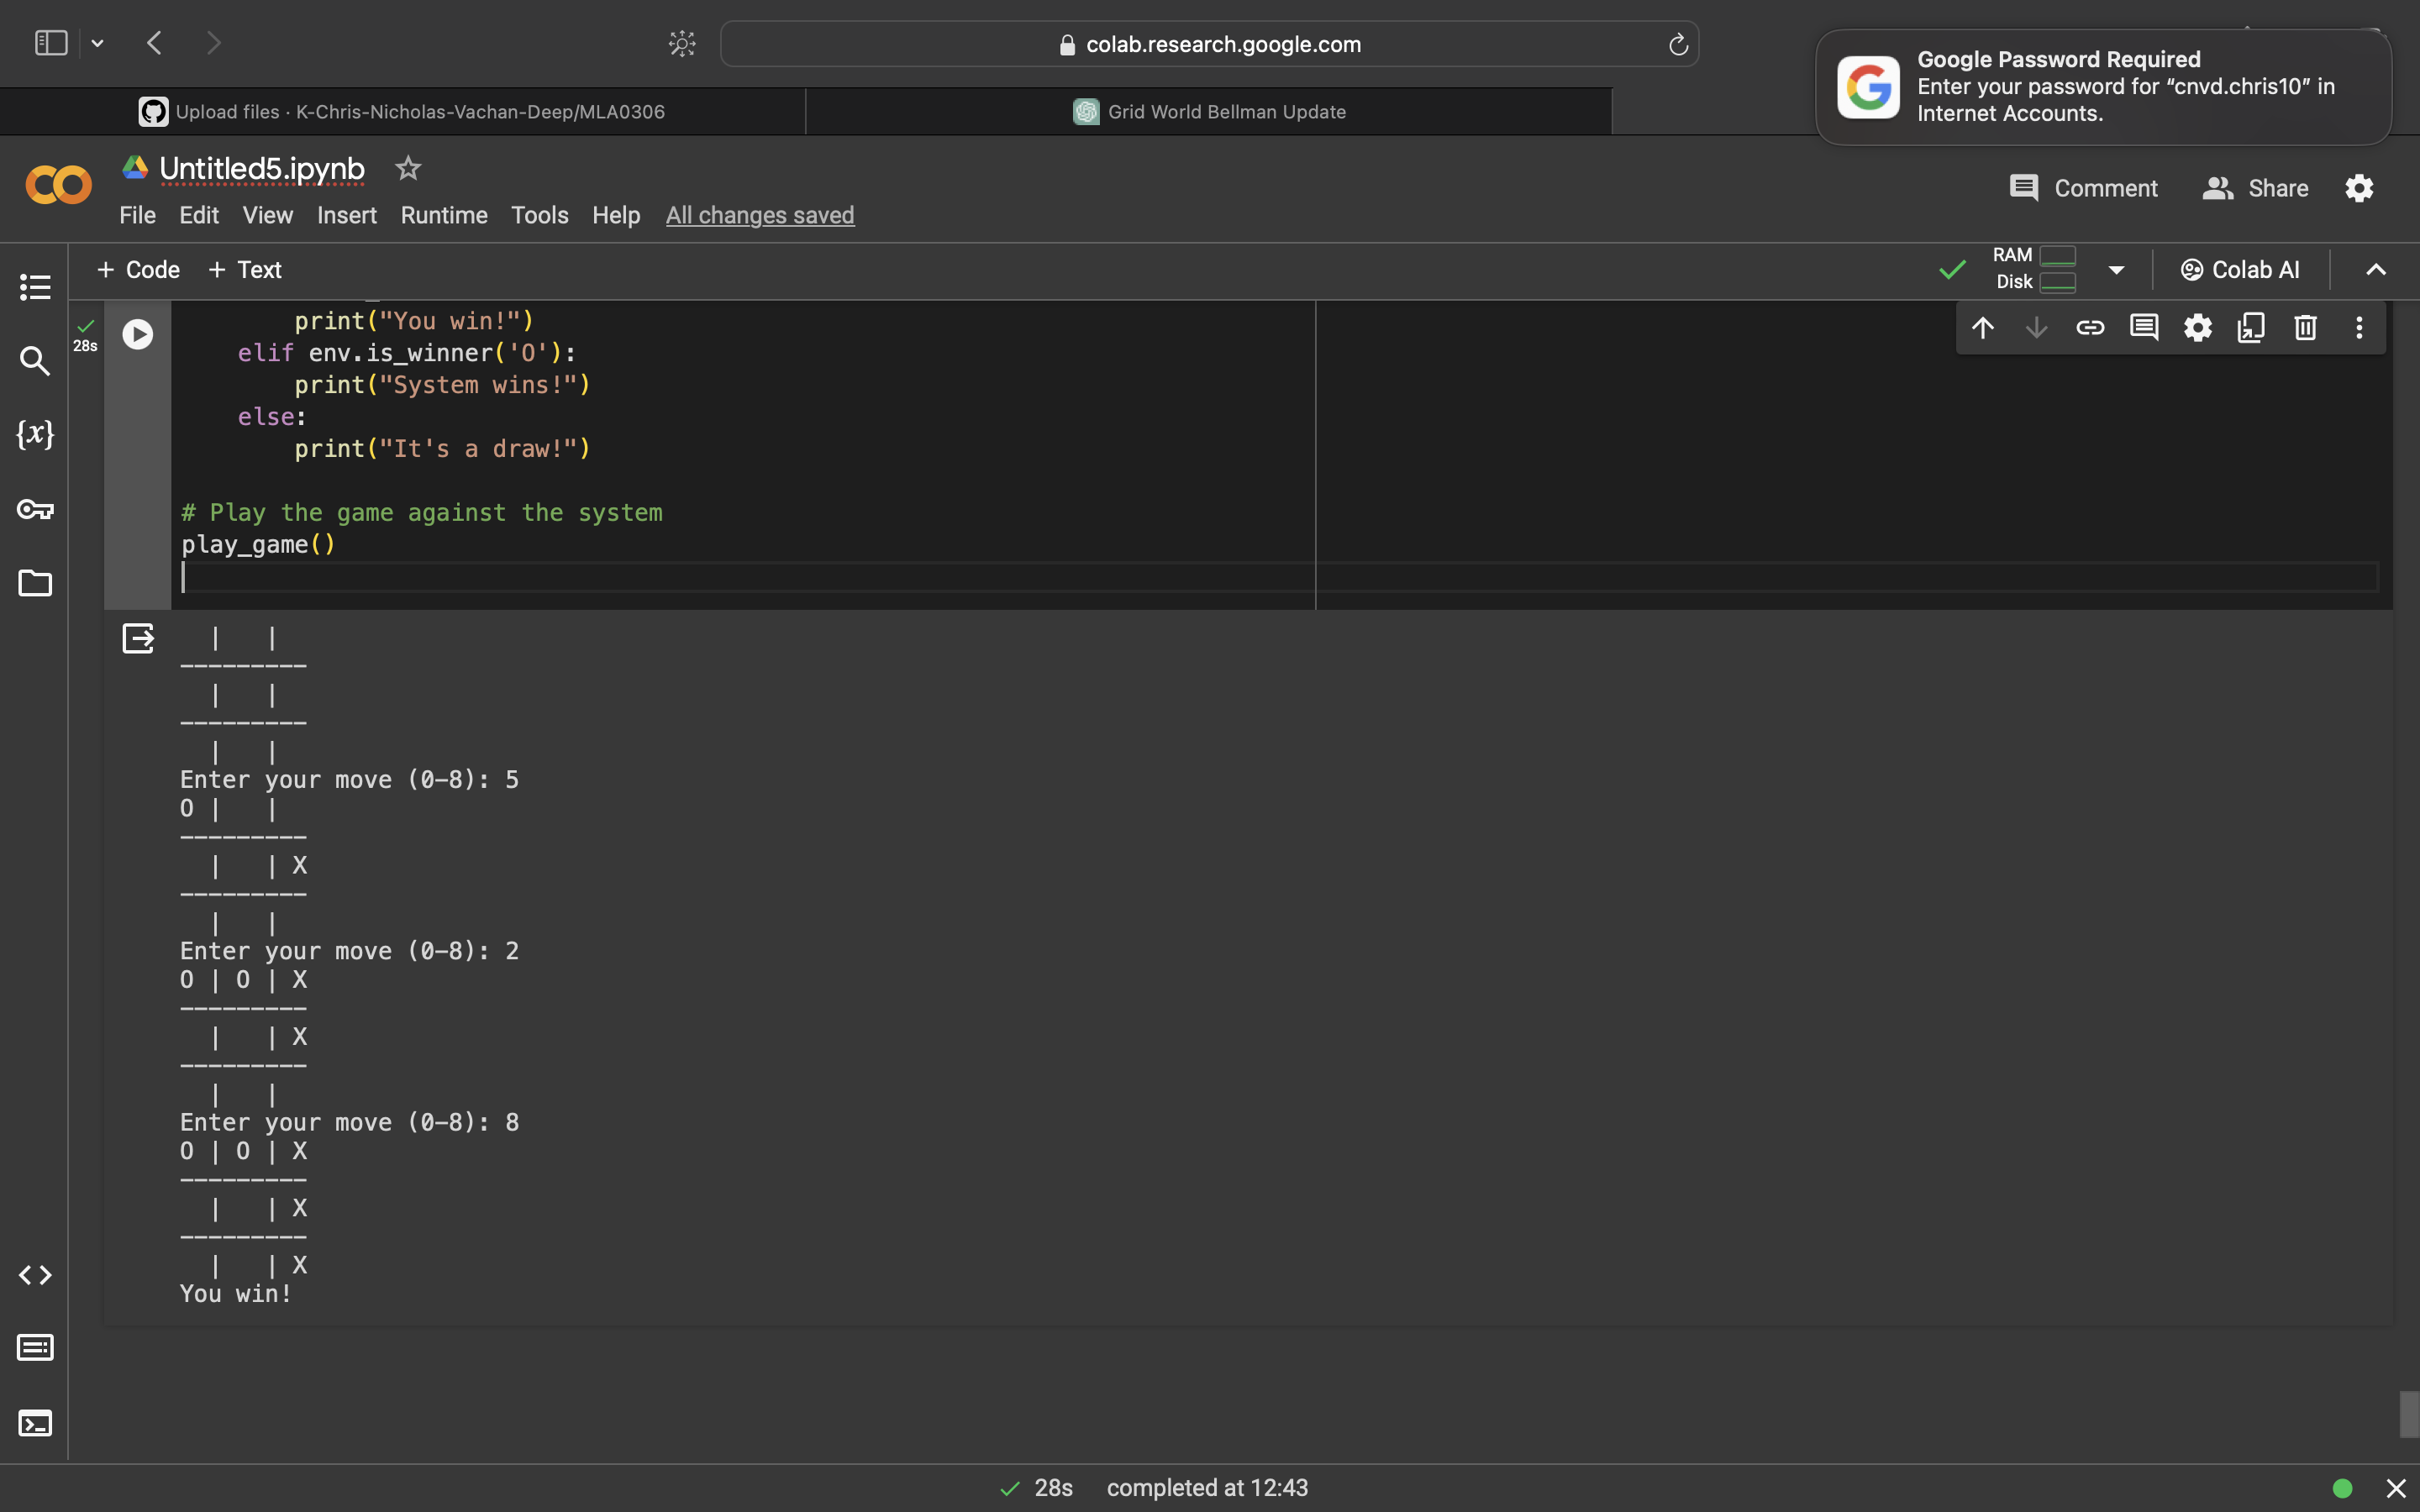 colab.research.google.com
Google Password Required
Enter your password for “cnvd.chris10” in
Internet Accounts.
Upload files · K-Chris-Nicholas-Vachan-Deep/MLA0306
Grid World Bellman Update
Untitled5.ipynb
Comment
Share
File Edit View Insert Runtime Tools Help All changes saved
+ Code + Text
RAM
Disk
Colab AI
28s
print("You win!")
elif env.is_winner('O'):
print("System wins!")
else:
print("It's a draw!")
# Play the game against the system
play_game()
| |
---------
| |
---------
| |
Enter your move (0-8): 5
O | |
---------
| | X
---------
| |
Enter your move (0-8): 2
O | O | X
---------
| | X
---------
| |
Enter your move (0-8): 8
O | O | X
---------
| | X
---------
| | X
You win!
28s completed at 12:43